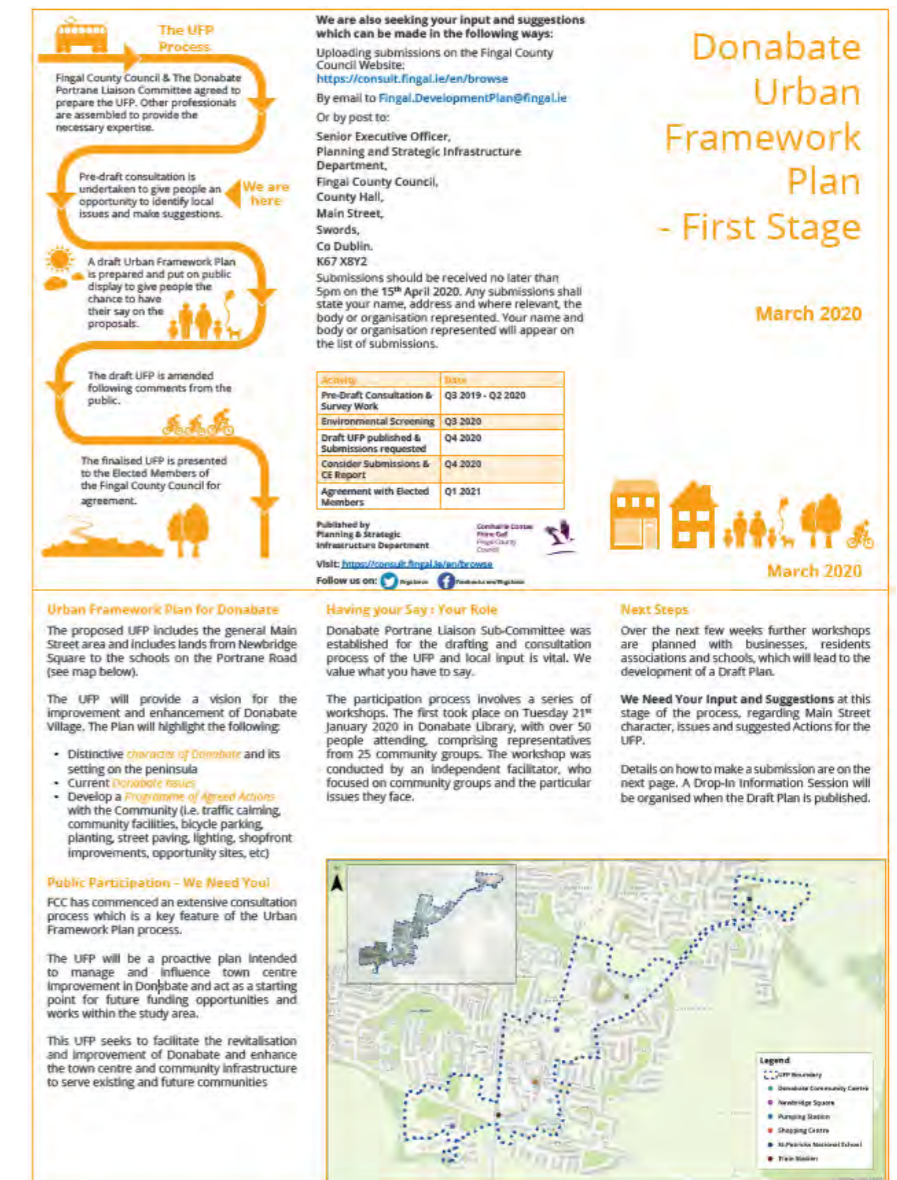 The UFP
Process
Fingal County Council & The Donabate
Portrane Liaison Committee agreed to
prepare the UFP. Other professionals
are assembled to provide the
necessary expertise.
Pre-draft consultation is
undertaken to give people an
opportunity to identify local
issues and make suggestions.
We are
here
A draft Urban Framework Plan
is prepared and put on public
display to give people the
chance to have
their say on the
proposals.
The draft UFP is amended
following comments from the
public.
The finalised UFP is presented
to the Elected Members of
the Fingal County Council for
agreement.
We are also seeking your input and suggestions
which can be made in the following ways:
Uploading submissions on the Fingal County
Council Website:
https://consult.fingal.ie/en/browse
By email to Fingal.DevelopmentPlan@fingal.ie
Or by post to:
Senior Executive Officer,
Planning and Strategic Infrastructure
Department,
Fingal County Council,
County Hall,
Main Street,
Swords,
Co Dublin.
K67 X8Y2
Submissions should be received no later than
5pm on the 15th April 2020. Any submissions shall
state your name, address and where relevant, the
body or organisation represented. Your name and
body or organisation represented will appear on
the list of submissions.
Activity Date
Pre-Draft Consultation & Q3 2019 - Q2 2020
Survey Work
Environmental Screening Q3 2020
Draft UFP published & Q4 2020
Submissions requested
Consider Submissions & Q4 2020
CE Report
Agreement with Elected Q1 2021
Members
Published by
Planning & Strategic
Infrastructure Department
Comhairle Contae
Fhine Gall
Fingal County
Council
Visit: https://consult.fingal.ie/en/browse
Follow us on:
Donabate
Urban
Framework
Plan
- First Stage
March 2020
March 2020
Urban Framework Plan for Donabate
The proposed UFP includes the general Main
Street area and includes lands from Newbridge
Square to the schools on the Portrane Road
(see map below).
The UFP will provide a vision for the
improvement and enhancement of Donabate
Village. The Plan will highlight the following:
• Distinctive character of Donabate and its
setting on the peninsula
• Current Donabate Issues
• Develop a Programme of Agreed Actions
with the Community (i.e. traffic calming,
community facilities, bicycle parking,
planting, street paving, lighting, shopfront
improvements, opportunity sites, etc)
Public Participation – We Need You!
FCC has commenced an extensive consultation
process which is a key feature of the Urban
Framework Plan process.
The UFP will be a proactive plan intended
to manage and influence town centre
improvement in Donabate and act as a starting
point for future funding opportunities and
works within the study area.
This UFP seeks to facilitate the revitalisation
and improvement of Donabate and enhance
the town centre and community infrastructure
to serve existing and future communities
Having your Say : Your Role
Donabate Portrane Liaison Sub-Committee was
established for the drafting and consultation
process of the UFP and local input is vital. We
value what you have to say.
The participation process involves a series of
workshops. The first took place on Tuesday 21st
January 2020 in Donabate Library, with over 50
people attending, comprising representatives
from 25 community groups. The workshop was
conducted by an independent facilitator, who
focused on community groups and the particular
issues they face.
Next Steps
Over the next few weeks further workshops
are planned with businesses, residents
associations and schools, which will lead to the
development of a Draft Plan.
We Need Your Input and Suggestions at this
stage of the process, regarding Main Street
character, issues and suggested Actions for the
UFP.
Details on how to make a submission are on the
next page. A Drop-In Information Session will
be organised when the Draft Plan is published.
Legend
UFP Boundary
Donabate Community Centre
Newbridge Square
Pumping Station
Shopping Centre
St.Patricks National School
Train Station